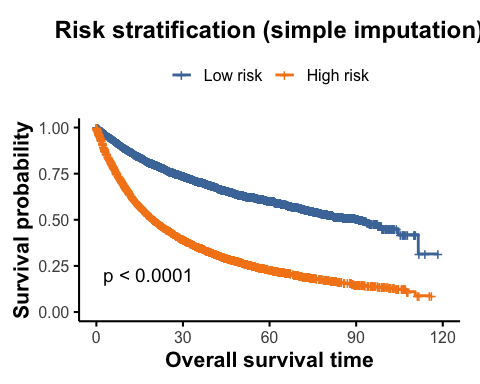 Risk stratification (simple imputation)
Low risk
High risk
Survival probability
1.00
0.75
0.50
0.25
0.00
p < 0.0001
0
30
60
90
120
Overall survival time